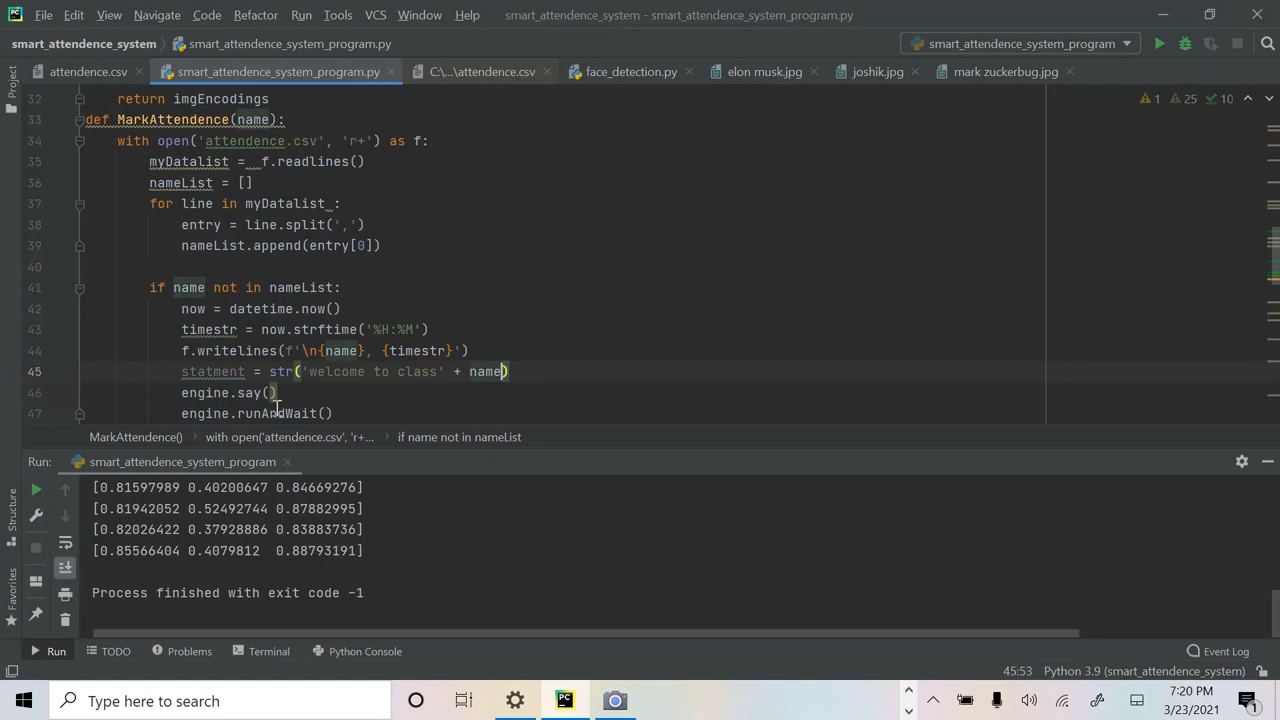 File Edit View Navigate Code Refactor Run Tools VCS Window Help smart_attendence_system - smart_attendence_system_program.py
smart_attendence_system smart_attendence_system_program.py smart_attendence_system_program
attendence.csv smart_attendence_system_program.py C:\...\attendence.csv face_detection.py elon musk.jpg joshik.jpg mark zuckerbug.jpg
Project
1 25 10
32 return imgEncodings
33 def MarkAttendence(name):
34 with open('attendence.csv', 'r+') as f:
35 myDatalist = f.readlines()
36 nameList = []
37 for line in myDatalist :
38 entry = line.split(',')
39 nameList.append(entry[0])
40
41 if name not in nameList:
42 now = datetime.now()
43 timestr = now.strftime('%H:%M')
44 f.writelines(f'\n{name}, {timestr}')
45 statment = str('welcome to class' + name)
46 engine.say()
47 engine.runAndWait()
MarkAttendence() with open('attendence.csv', 'r+... if name not in nameList
Run: smart_attendence_system_program
[0.81597989 0.40200647 0.84669276]
[0.81942052 0.52492744 0.87882995]
[0.82026422 0.37928886 0.83883736]
[0.85566404 0.4079812 0.88793191]
Process finished with exit code -1
Structure
Favorites
Run TODO Problems Terminal Python Console Event Log
45:53 Python 3.9 (smart_attendence_system)
Type here to search
7:20 PM
3/23/2021
1